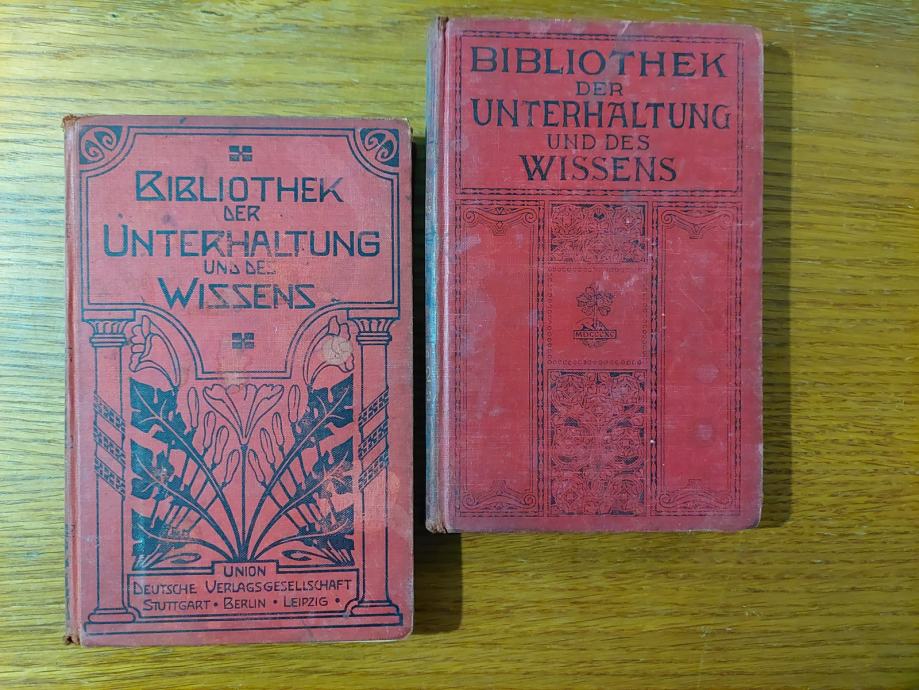 BIBLIOTHEK
DER
UNTERHALTUNG
UND DES
WISSENS
UNION
DEUTSCHE VERLAGSGESELLSCHAFT
STUTTGART • BERLIN • LEIPZIG •
BIBLIOTHEK
DER
UNTERHALTUNG
UND DES
WISSENS